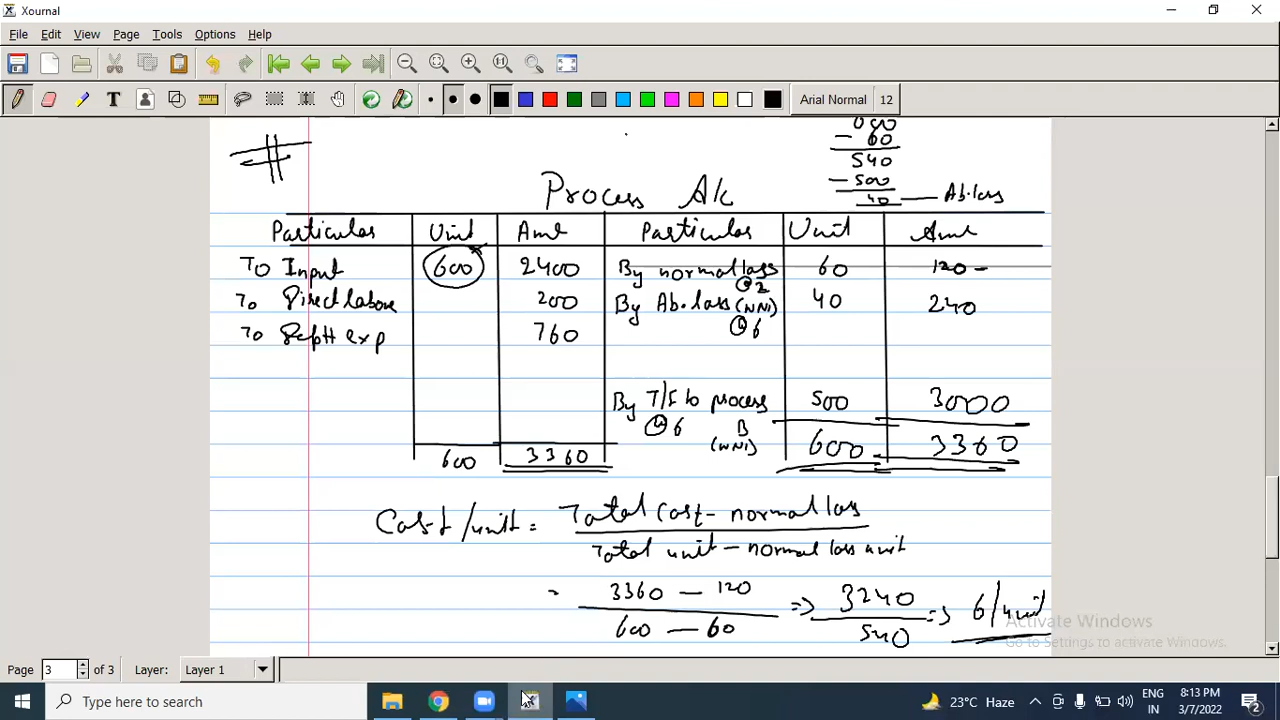 Xournal
File Edit View Page Tools Options Help
Arial Normal 12
- 60
540
- 500
40 — Ab.loss
Process A/c
Particulas Unit Amt Particulas Unit Amt
To Input 600 2400 By normal loss 60 120 -
@ 2
To Direct labour 200 By Ab.loss (WN1) 40 240
@ 6
To Deptt exp 760
By T/F to process 500 3000
@ 6 B 600 3360
(WN1)
600 3360
Cost/unit = Total Cost - normal loss
Total unit - normal loss unit
= 3360 — 120 => 3240 => 6/unit
600 — 60 540
Activate Windows
Go to Settings to activate Windows.
Page 3 of 3 Layer: Layer 1
Type here to search
23°C Haze
ENG
IN
8:13 PM
3/7/2022
2